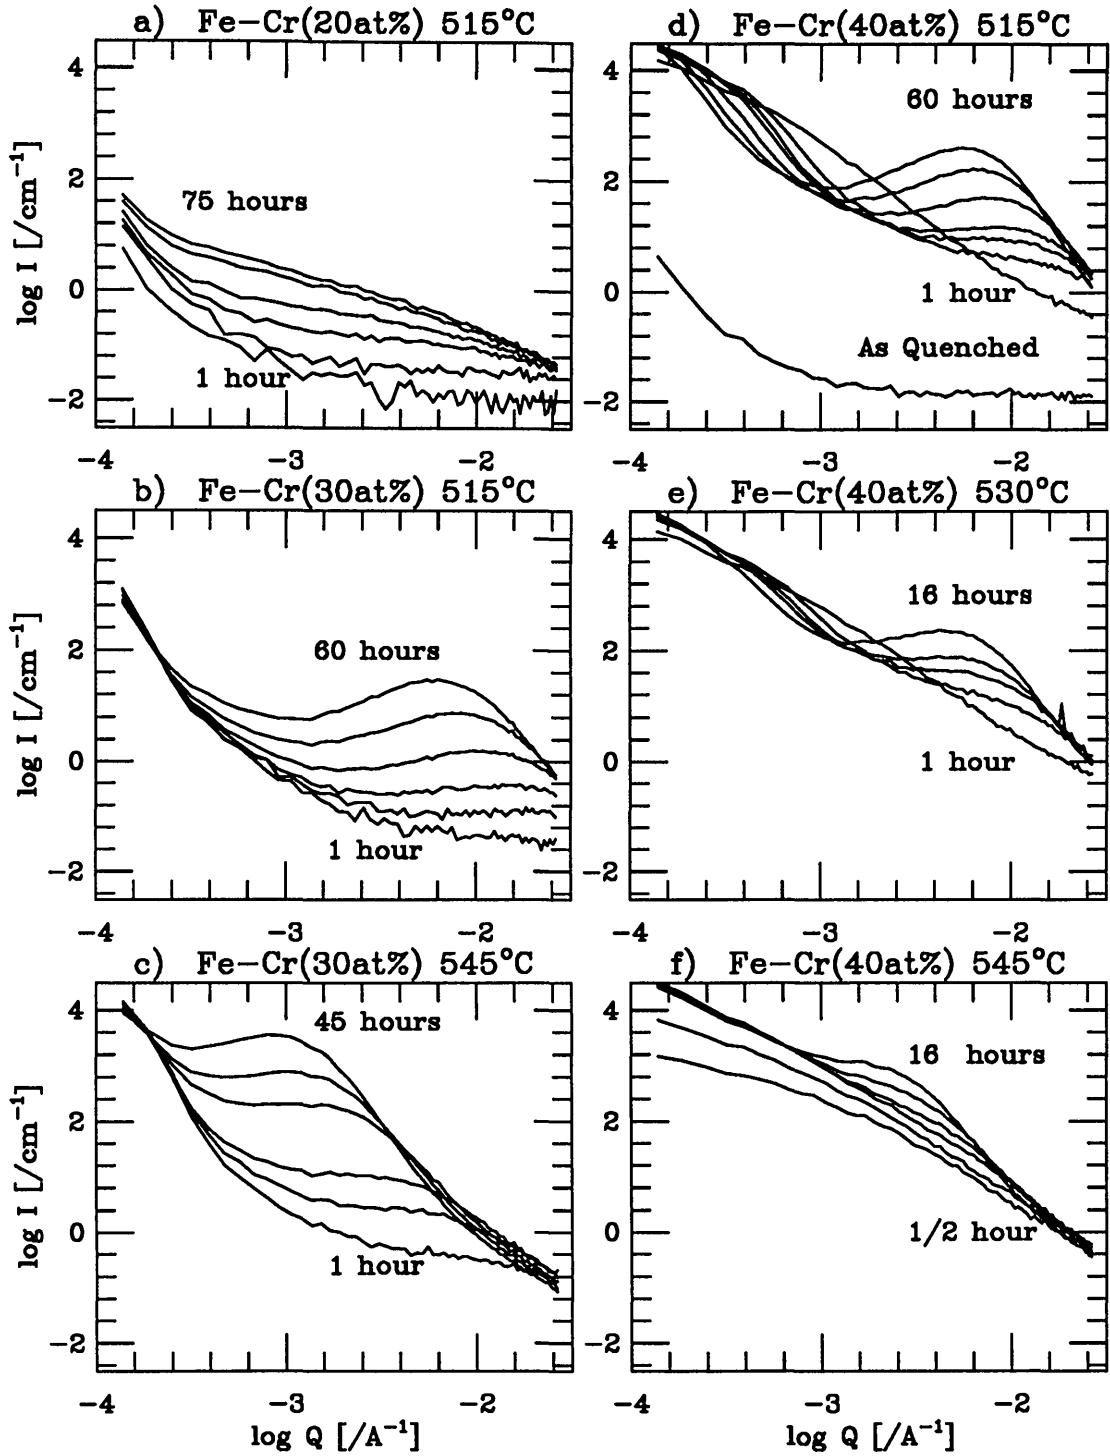 a) Fe-Cr(20at%) 515°C
4
2
0
-2
log I [/cm⁻¹]
75 hours
1 hour
-4 -3 -2
b) Fe-Cr(30at%) 515°C
4
2
0
-2
log I [/cm⁻¹]
60 hours
1 hour
-4 -3 -2
c) Fe-Cr(30at%) 545°C
4
2
0
-2
log I [/cm⁻¹]
45 hours
1 hour
-4 -3 -2
log Q [/A⁻¹]
d) Fe-Cr(40at%) 515°C
4
2
0
-2
60 hours
1 hour
As Quenched
-4 -3 -2
e) Fe-Cr(40at%) 530°C
4
2
0
-2
16 hours
1 hour
-4 -3 -2
f) Fe-Cr(40at%) 545°C
4
2
0
-2
16 hours
1/2 hour
-4 -3 -2
log Q [/A⁻¹]